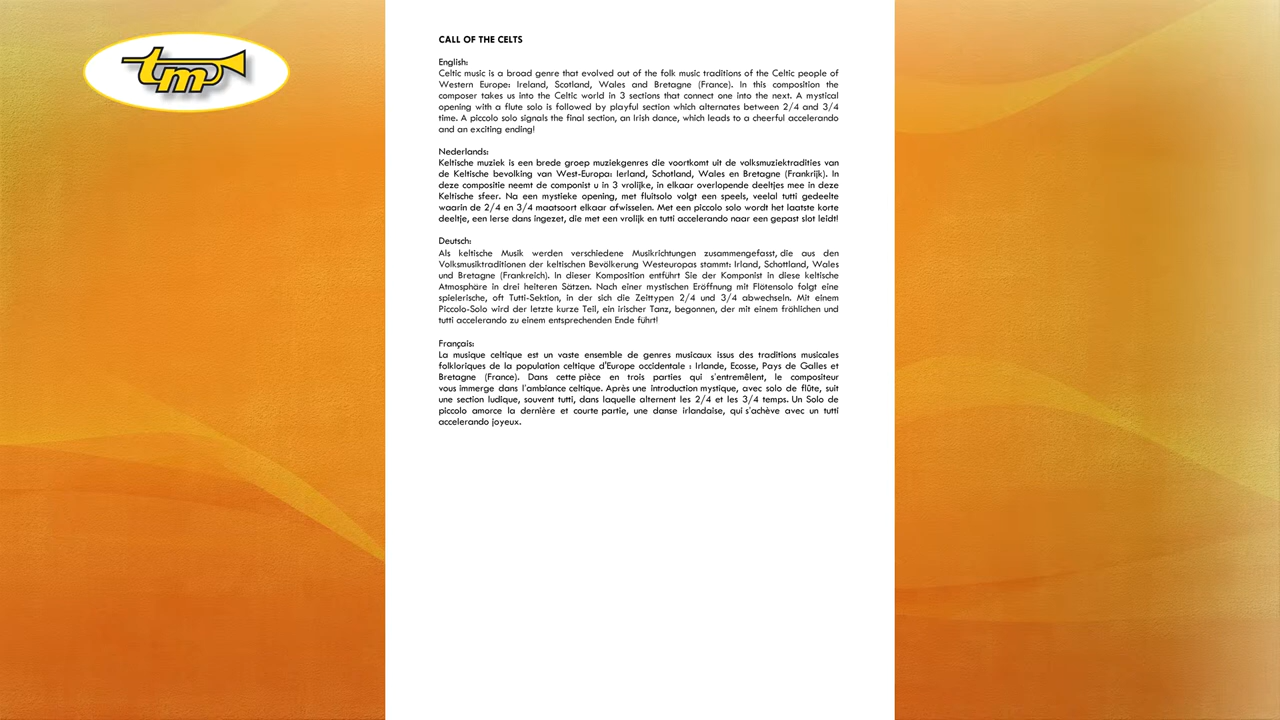 tm
CALL OF THE CELTS
English:
Celtic music is a broad genre that evolved out of the folk music traditions of the Celtic people of
Western Europe: Ireland, Scotland, Wales and Bretagne (France). In this composition the
composer takes us into the Celtic world in 3 sections that connect one into the next. A mystical
opening with a flute solo is followed by playful section which alternates between 2/4 and 3/4
time. A piccolo solo signals the final section, an Irish dance, which leads to a cheerful accelerando
and an exciting ending!
Nederlands:
Keltische muziek is een brede groep muziekgenres die voortkomt uit de volksmuziektradities van
de Keltische bevolking van West-Europa: Ierland, Schotland, Wales en Bretagne (Frankrijk). In
deze compositie neemt de componist u in 3 vrolijke, in elkaar overlopende deeltjes mee in deze
Keltische sfeer. Na een mystieke opening, met fluitsolo volgt een speels, veelal tutti gedeelte
waarin de 2/4 en 3/4 maatsoort elkaar afwisselen. Met een piccolo solo wordt het laatste korte
deeltje, een Ierse dans ingezet, die met een vrolijk en tutti accelerando naar een gepast slot leidt!
Deutsch:
Als keltische Musik werden verschiedene Musikrichtungen zusammengefasst, die aus den
Volksmusiktraditionen der keltischen Bevölkerung Westeuropas stammt: Irland, Schottland, Wales
und Bretagne (Frankreich). In dieser Komposition entführt Sie der Komponist in diese keltische
Atmosphäre in drei heiteren Sätzen. Nach einer mystischen Eröffnung mit Flötensolo folgt eine
spielerische, oft Tutti-Sektion, in der sich die Zeittypen 2/4 und 3/4 abwechseln. Mit einem
Piccolo-Solo wird der letzte kurze Teil, ein irischer Tanz, begonnen, der mit einem fröhlichen und
tutti accelerando zu einem entsprechenden Ende führt!
Français:
La musique celtique est un vaste ensemble de genres musicaux issus des traditions musicales
folkloriques de la population celtique d'Europe occidentale : Irlande, Ecosse, Pays de Galles et
Bretagne (France). Dans cette pièce en trois parties qui s'entremêlent, le compositeur
vous immerge dans l'ambiance celtique. Après une introduction mystique, avec solo de flûte, suit
une section ludique, souvent tutti, dans laquelle alternent les 2/4 et les 3/4 temps. Un Solo de
piccolo amorce la dernière et courte partie, une danse irlandaise, qui s'achève avec un tutti
accelerando joyeux.